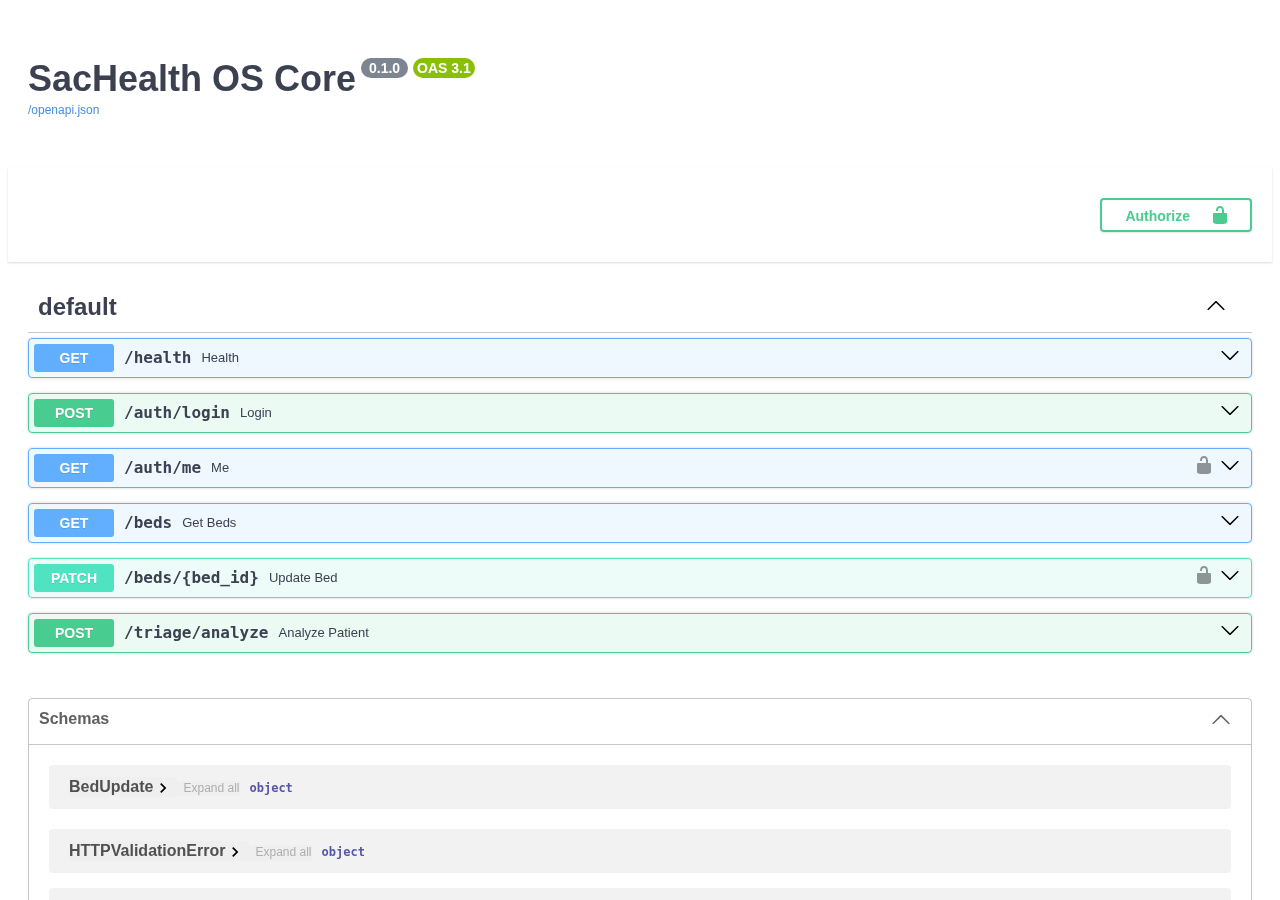 SacHealth OS Core 0.1.0 OAS 3.1
/openapi.json
Authorize
default
GET /health Health
POST /auth/login Login
GET /auth/me Me
GET /beds Get Beds
PATCH /beds/{bed_id} Update Bed
POST /triage/analyze Analyze Patient
Schemas
BedUpdate Expand all object
HTTPValidationError Expand all object